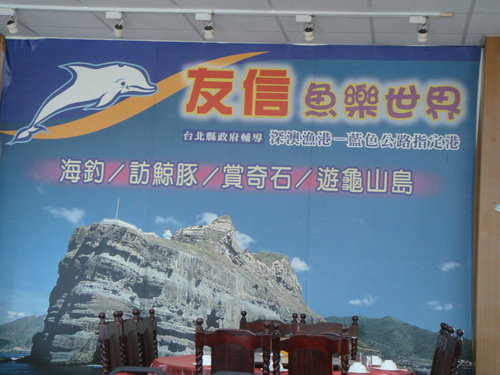 友信魚樂世界
台北縣政府輔導 深澳漁港－藍色公路指定港
海釣／訪鯨豚／賞奇石／遊龜山島